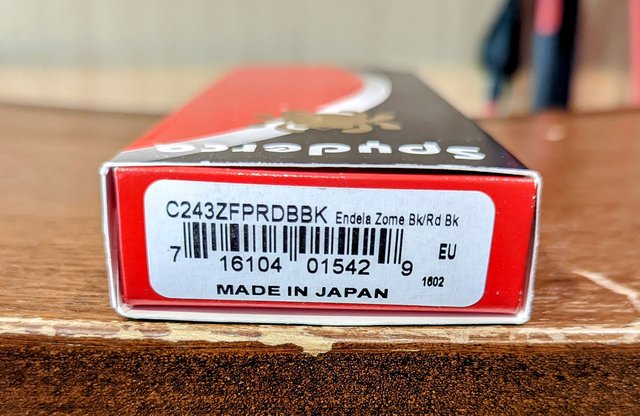 Spyderco
C243ZFPRDBBK Endela Zome Bk/Rd Bk
7 16104 01542 9
EU
MADE IN JAPAN
1602